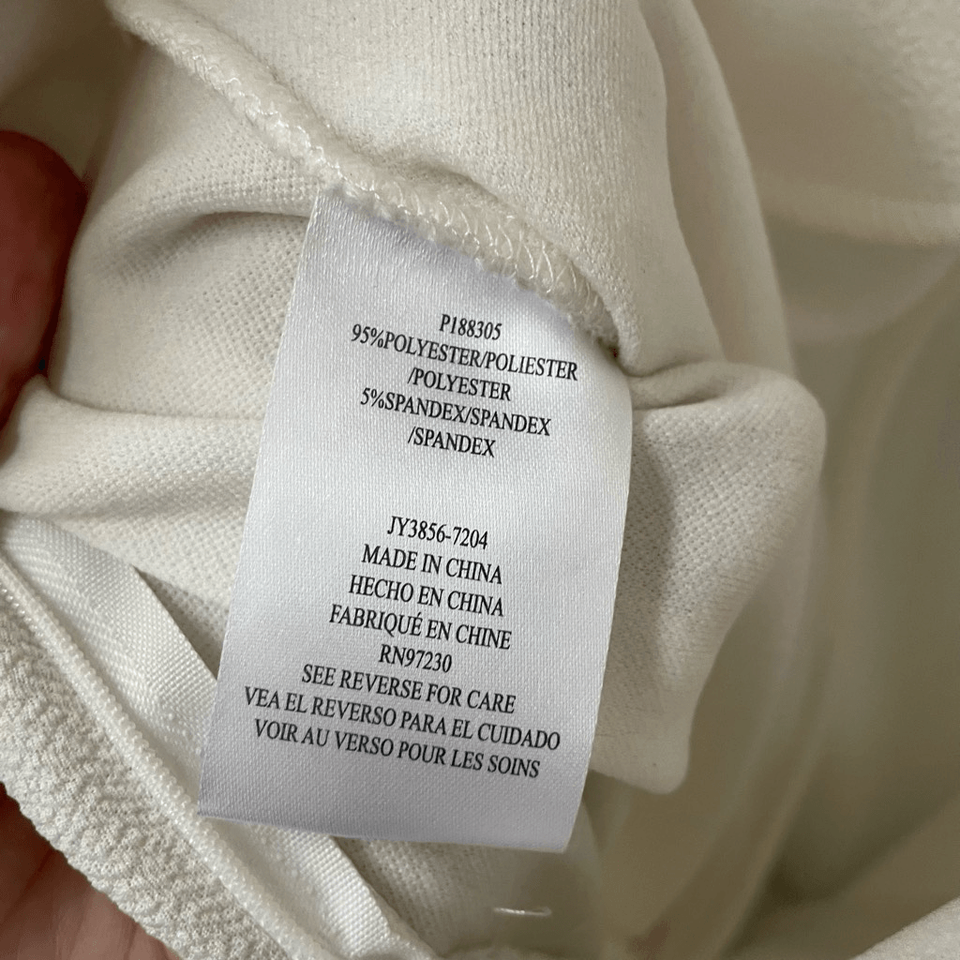 P188305
95%POLYESTER/POLIESTER
/POLYESTER
5%SPANDEX/SPANDEX
/SPANDEX
JY3856-7204
MADE IN CHINA
HECHO EN CHINA
FABRIQUÉ EN CHINE
RN97230
SEE REVERSE FOR CARE
VEA EL REVERSO PARA EL CUIDADO
VOIR AU VERSO POUR LES SOINS